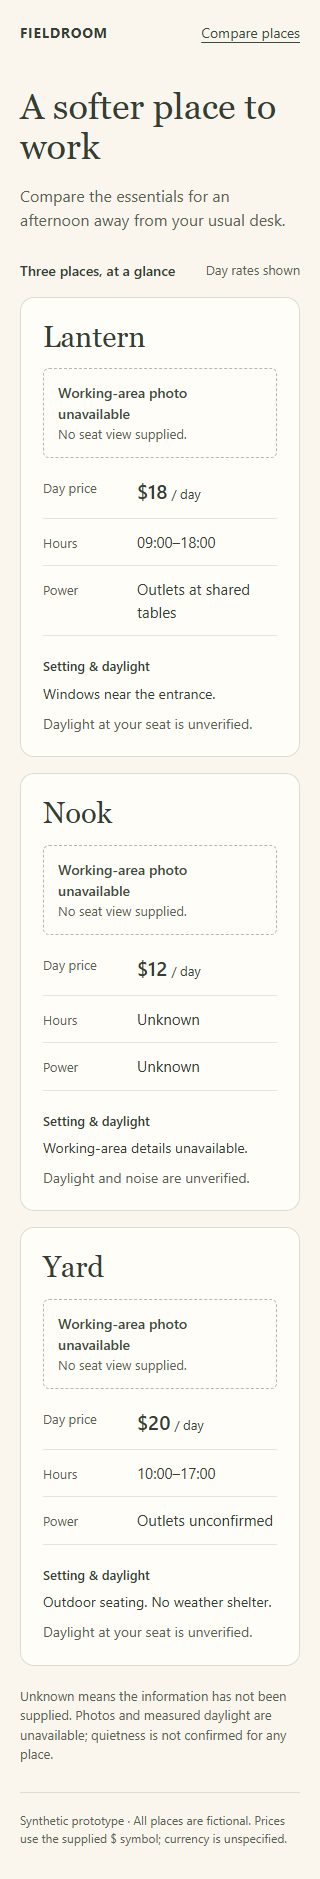 FIELDROOM
Compare places
A softer place to
work
Compare the essentials for an
afternoon away from your usual desk.
Three places, at a glance
Day rates shown
Lantern
Working-area photo
unavailable
No seat view supplied.
Day price
$18 / day
Hours
09:00–18:00
Power
Outlets at shared
tables
Setting & daylight
Windows near the entrance.
Daylight at your seat is unverified.
Nook
Working-area photo
unavailable
No seat view supplied.
Day price
$12 / day
Hours
Unknown
Power
Unknown
Setting & daylight
Working-area details unavailable.
Daylight and noise are unverified.
Yard
Working-area photo
unavailable
No seat view supplied.
Day price
$20 / day
Hours
10:00–17:00
Power
Outlets unconfirmed
Setting & daylight
Outdoor seating. No weather shelter.
Daylight at your seat is unverified.
Unknown means the information has not been
supplied. Photos and measured daylight are
unavailable; quietness is not confirmed for any
place.
Synthetic prototype · All places are fictional. Prices
use the supplied $ symbol; currency is unspecified.